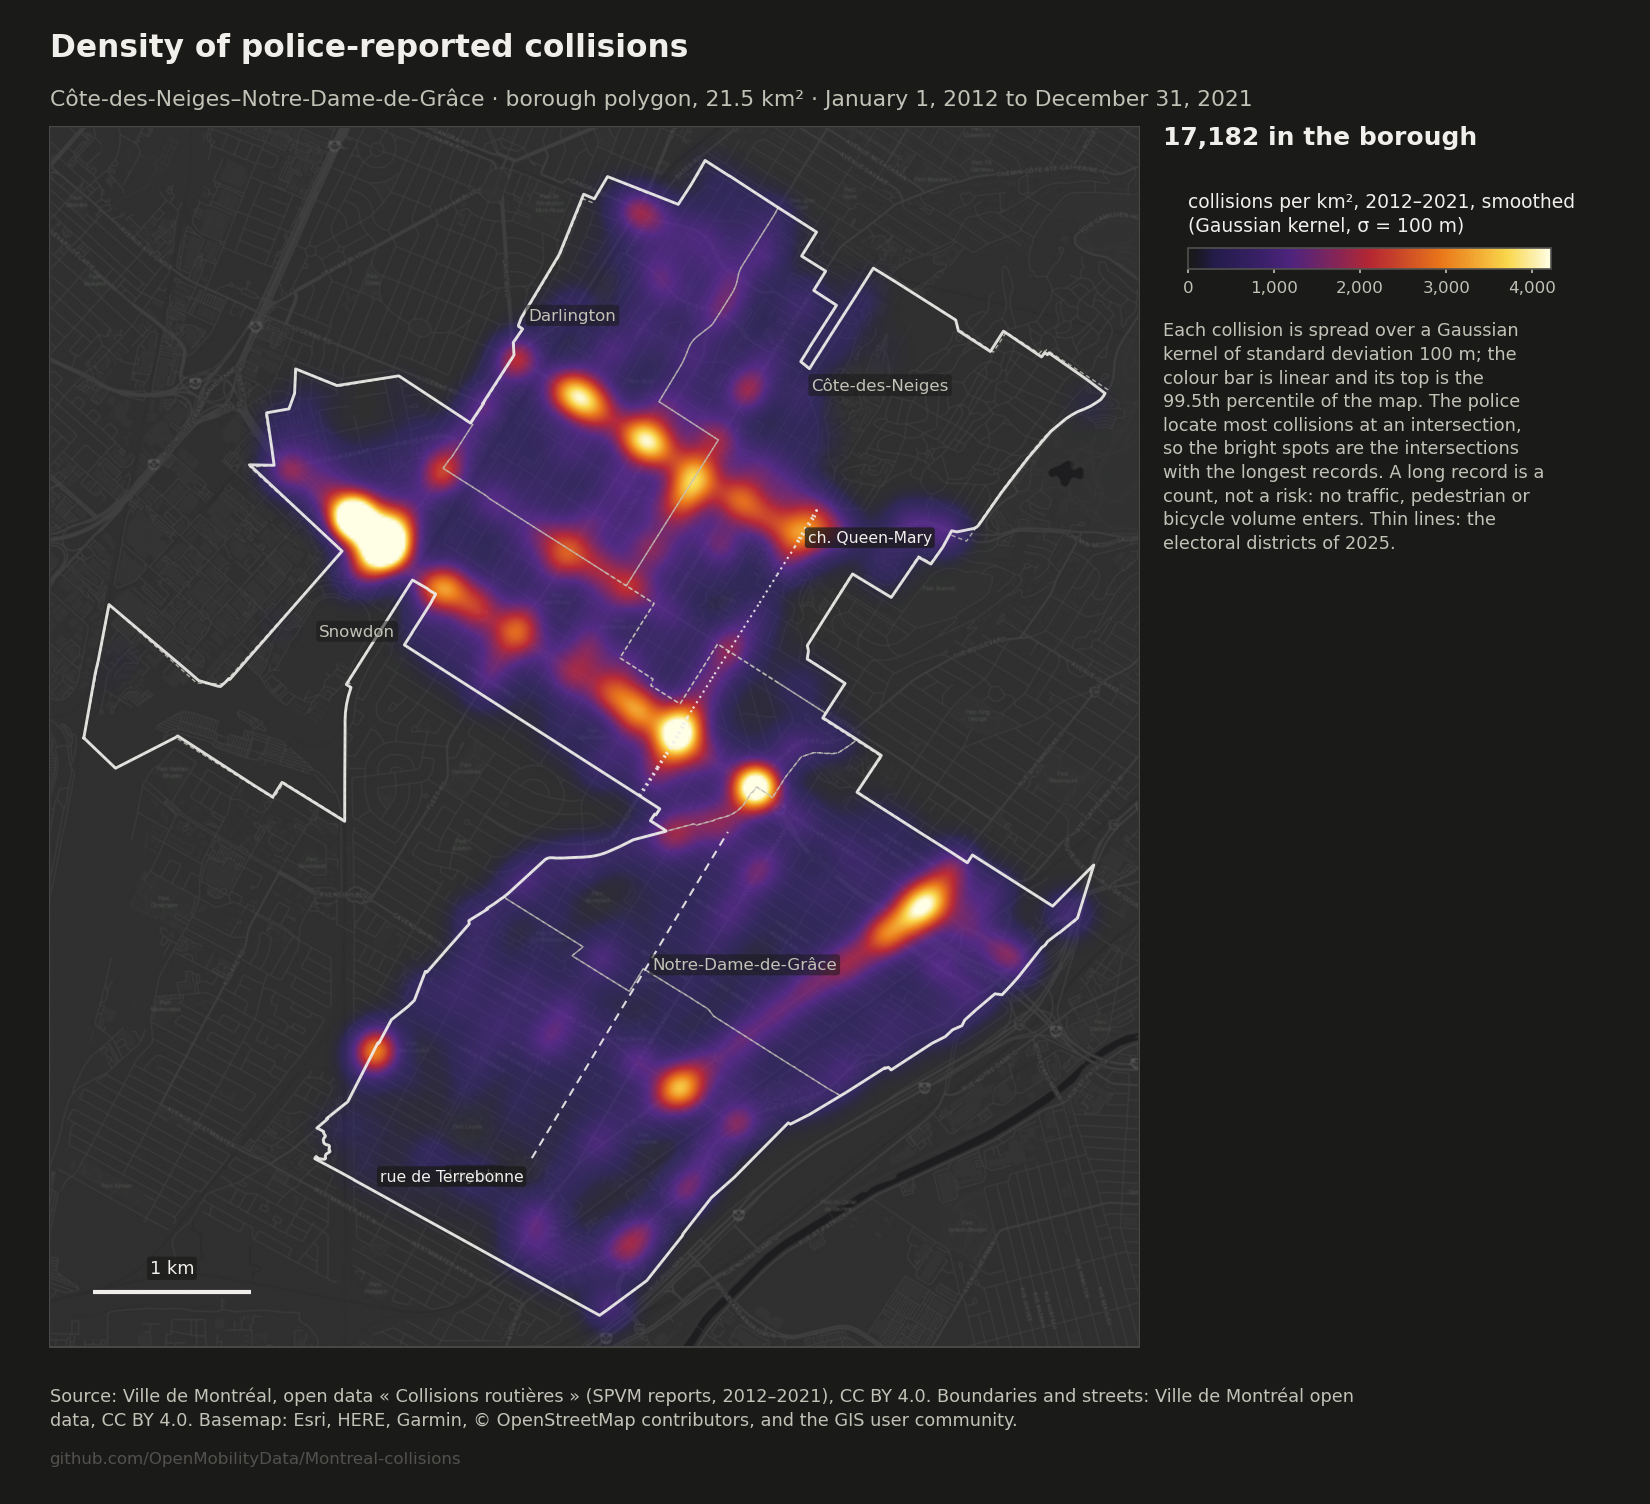 Density of police-reported collisions
Côte-des-Neiges–Notre-Dame-de-Grâce · borough polygon, 21.5 km² · January 1, 2012 to December 31, 2021
17,182 in the borough
collisions per km², 2012–2021, smoothed
(Gaussian kernel, σ = 100 m)
0 1,000 2,000 3,000 4,000
Each collision is spread over a Gaussian
kernel of standard deviation 100 m; the
colour bar is linear and its top is the
99.5th percentile of the map. The police
locate most collisions at an intersection,
so the bright spots are the intersections
with the longest records. A long record is a
count, not a risk: no traffic, pedestrian or
bicycle volume enters. Thin lines: the
electoral districts of 2025.
Darlington
Côte-des-Neiges
ch. Queen-Mary
Snowdon
Notre-Dame-de-Grâce
rue de Terrebonne
1 km
Source: Ville de Montréal, open data « Collisions routières » (SPVM reports, 2012–2021), CC BY 4.0. Boundaries and streets: Ville de Montréal open
data, CC BY 4.0. Basemap: Esri, HERE, Garmin, © OpenStreetMap contributors, and the GIS user community.
github.com/OpenMobilityData/Montreal-collisions